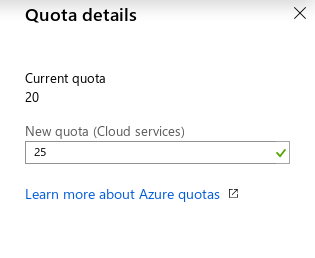 Quota details
Current quota
20
New quota (Cloud services)
25
Learn more about Azure quotas